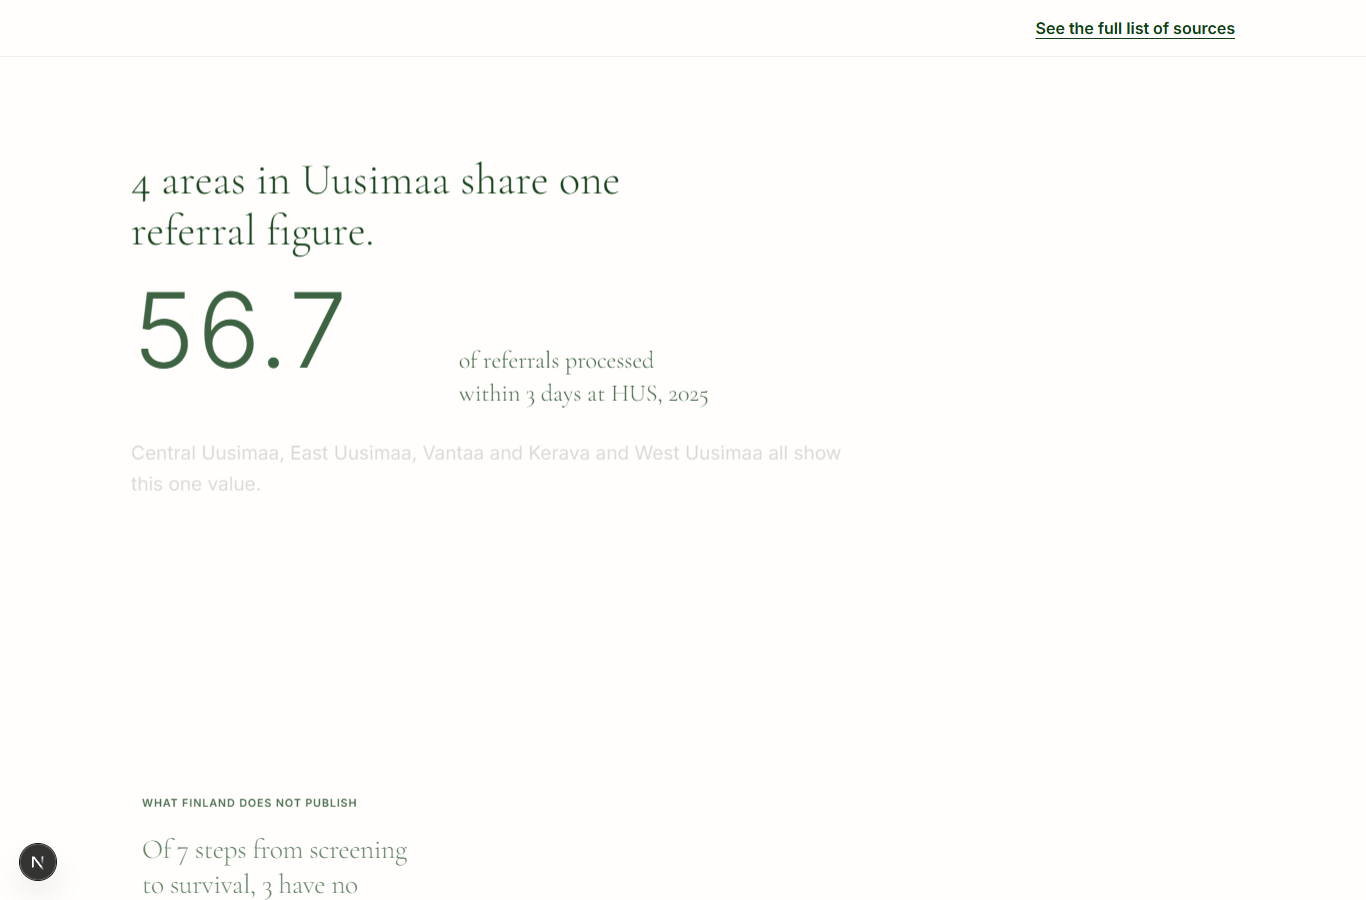 See the full list of sources
4 areas in Uusimaa share one
referral figure.
56.7
of referrals processed
within 3 days at HUS, 2025
Central Uusimaa, East Uusimaa, Vantaa and Kerava and West Uusimaa all show
this one value.
WHAT FINLAND DOES NOT PUBLISH
Of 7 steps from screening
to survival, 3 have no
N